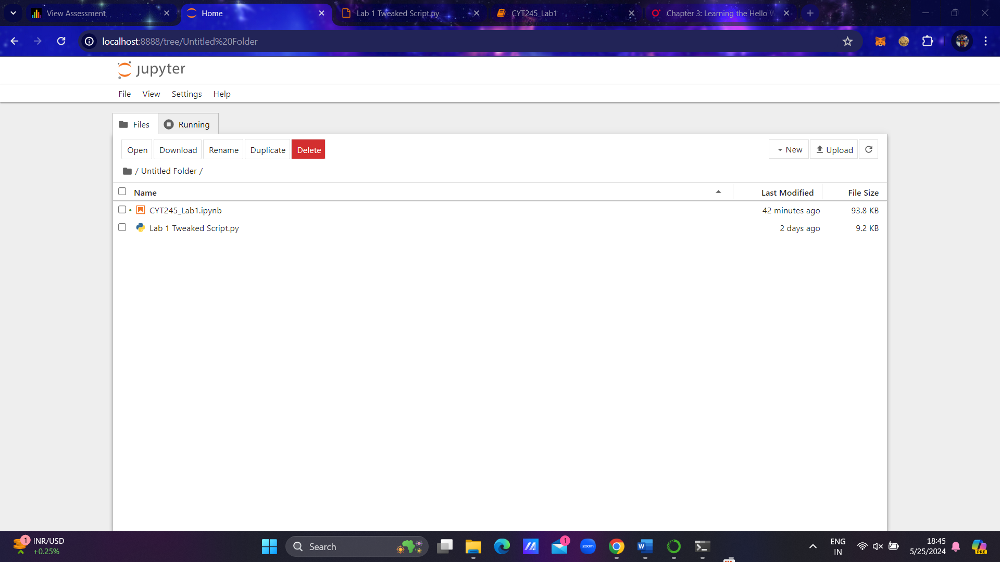 View Assessment
Home
Lab 1 Tweaked Script.py
CYT245_Lab1
Chapter 3: Learning the Hello W
localhost:8888/tree/Untitled%20Folder
jupyter
File View Settings Help
Files Running
Open Download Rename Duplicate Delete
New Upload
/ Untitled Folder /
Name Last Modified File Size
CYT245_Lab1.ipynb 42 minutes ago 93.8 KB
Lab 1 Tweaked Script.py 2 days ago 9.2 KB
1
INR/USD
+0.25%
Search
1
zoom
W
ENG
IN
18:45
5/25/2024
PRE